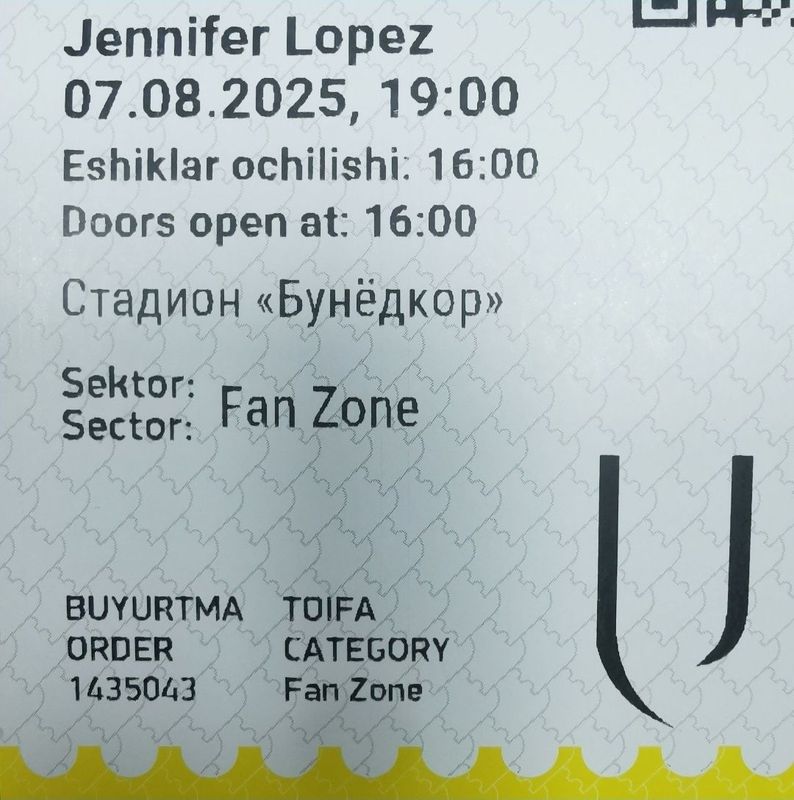 Jennifer Lopez
07.08.2025, 19:00
Eshiklar ochilishi: 16:00
Doors open at: 16:00
Стадион «Бунёдкор»
Sektor:
Sector:
Fan Zone
BUYURTMA
ORDER
1435043
TOIFA
CATEGORY
Fan Zone